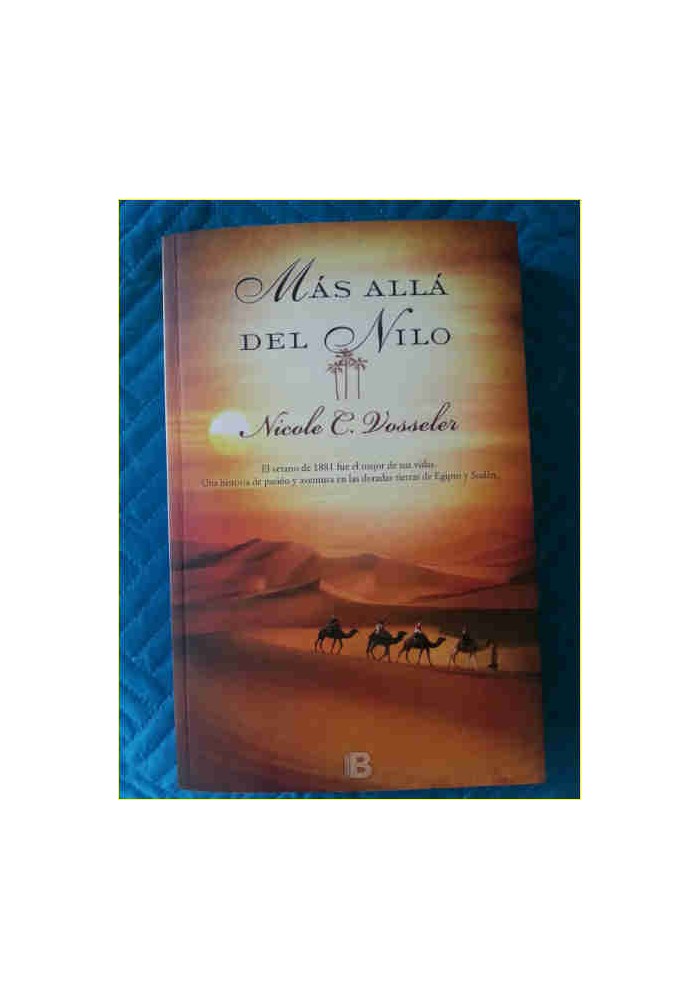 MÁS ALLÁ
DEL NILO
Nicole C. Vosseler
El verano de 1881 fue el mejor de sus vidas.
Una historia de pasión y aventura en las doradas tierras de Egipto y Sudán.
B